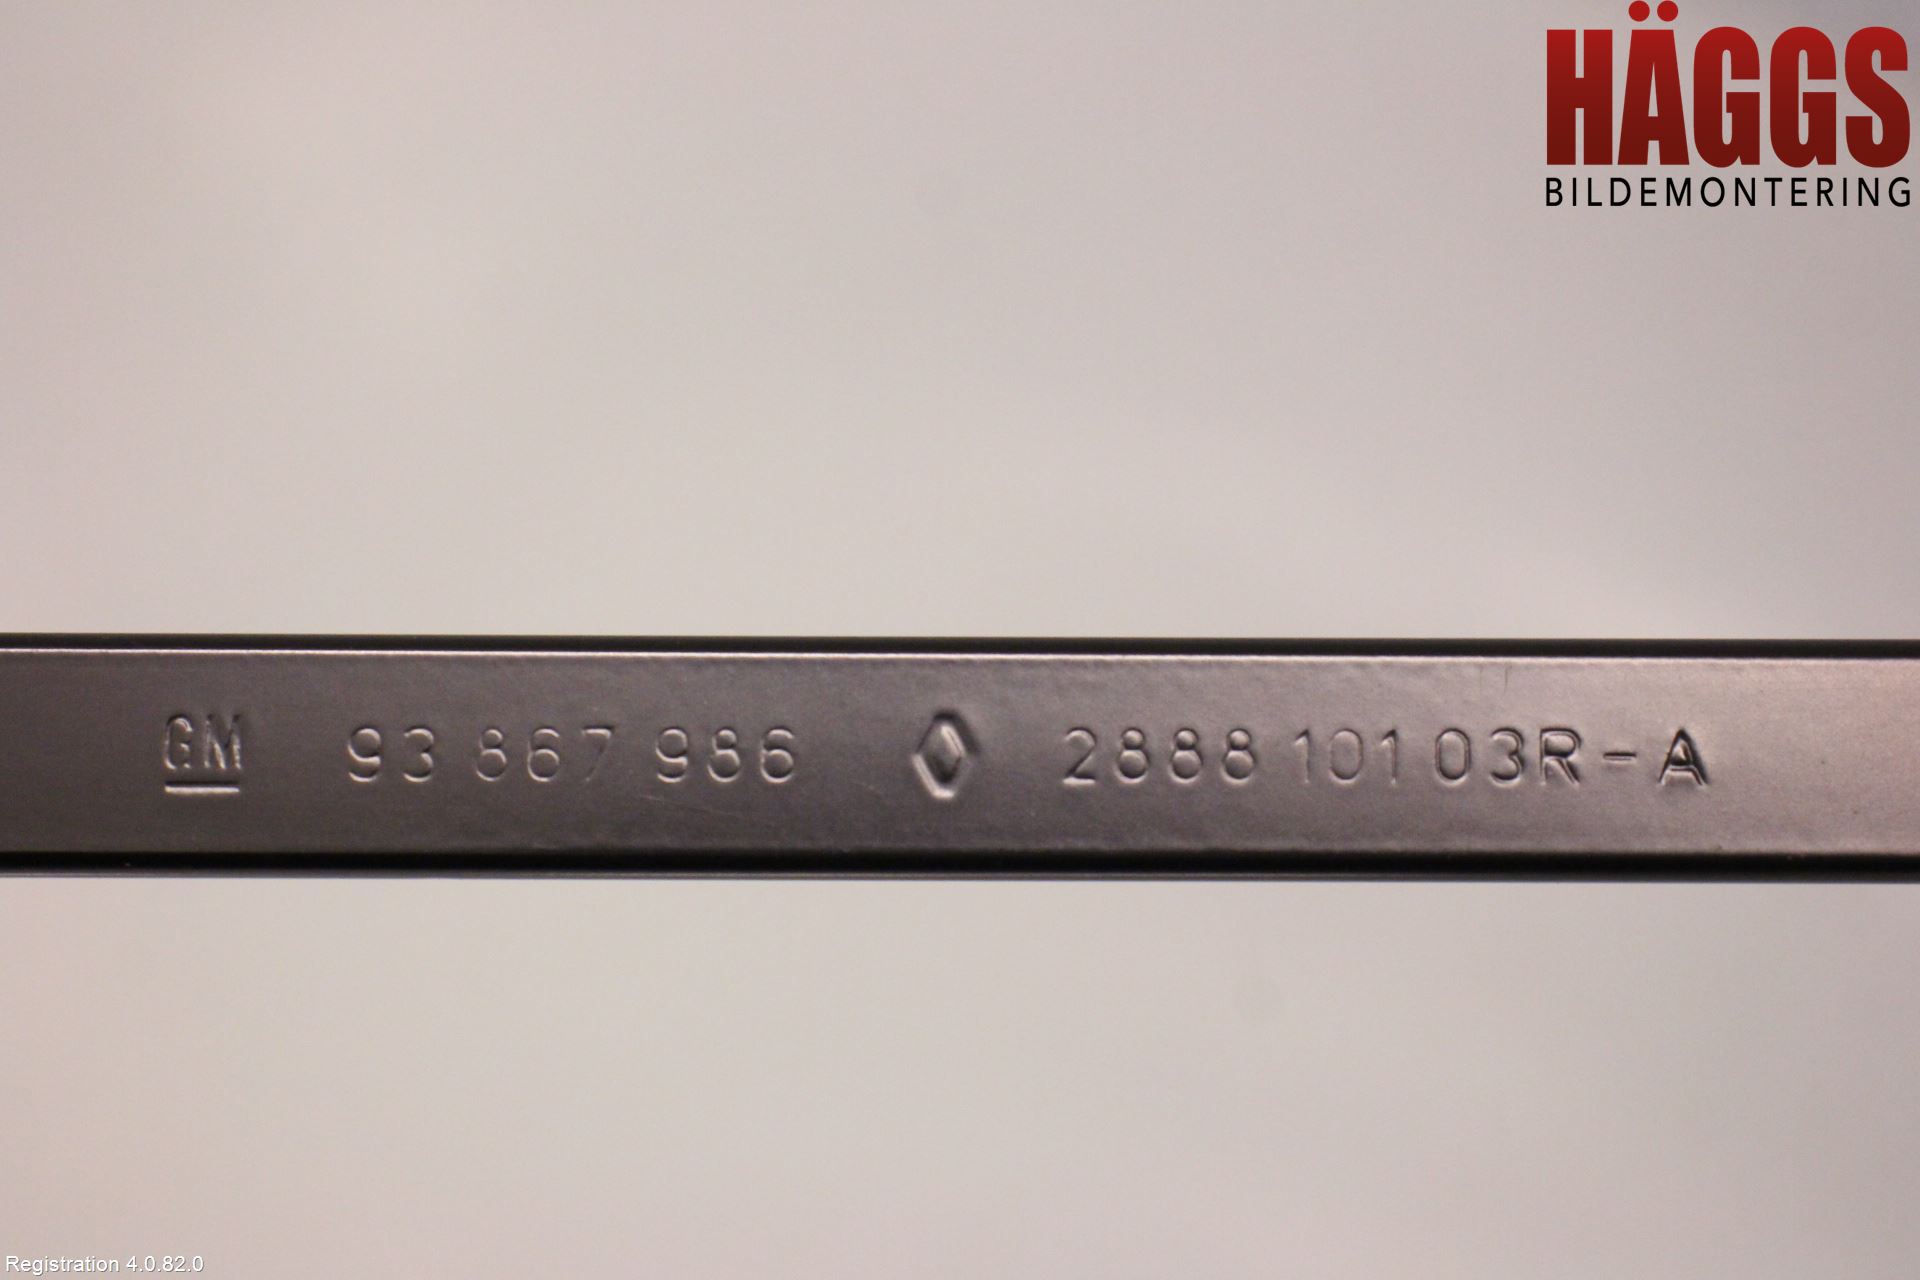 HÄGGS
BILDEMONTERING
GM 93 867 986 2888 101 03R-A
Registration 4.0.82.0